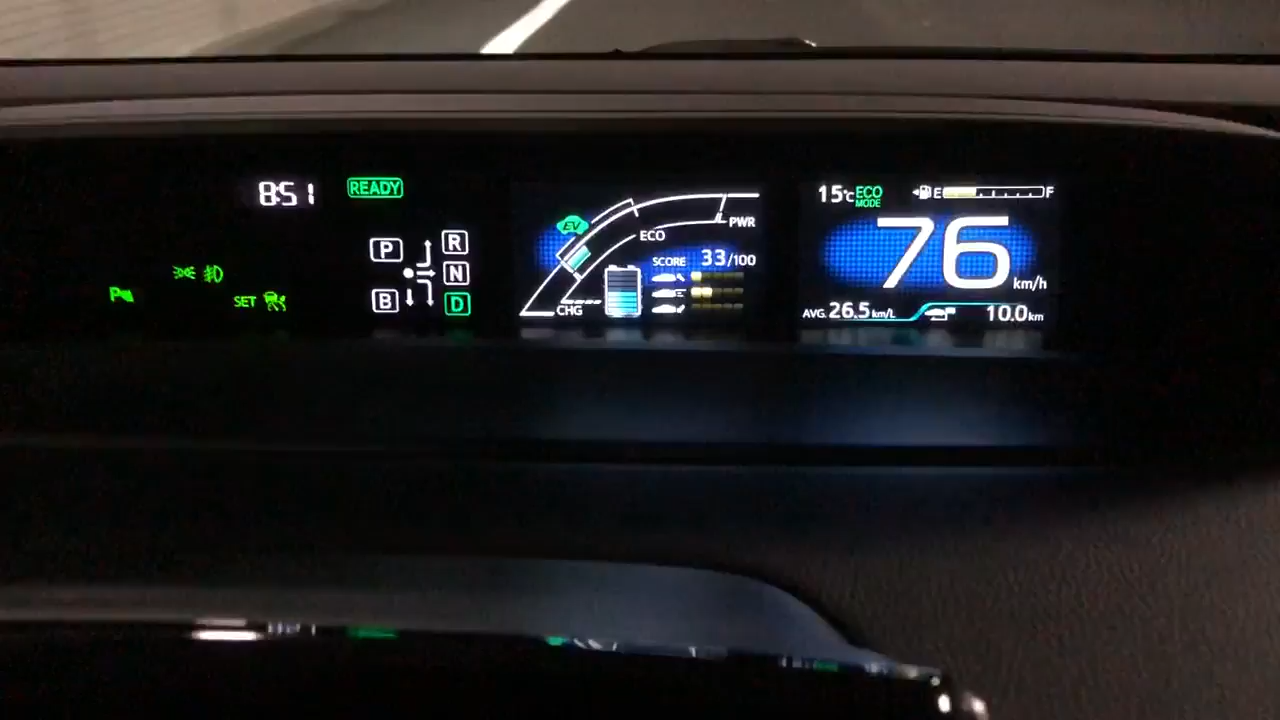 8:51 READY
P R
N
B D
SET
P
EV
PWR
ECO
SCORE 33/100
CHG
15℃ ECO MODE E F
76 km/h
AVG. 26.5 km/L 10.0 km